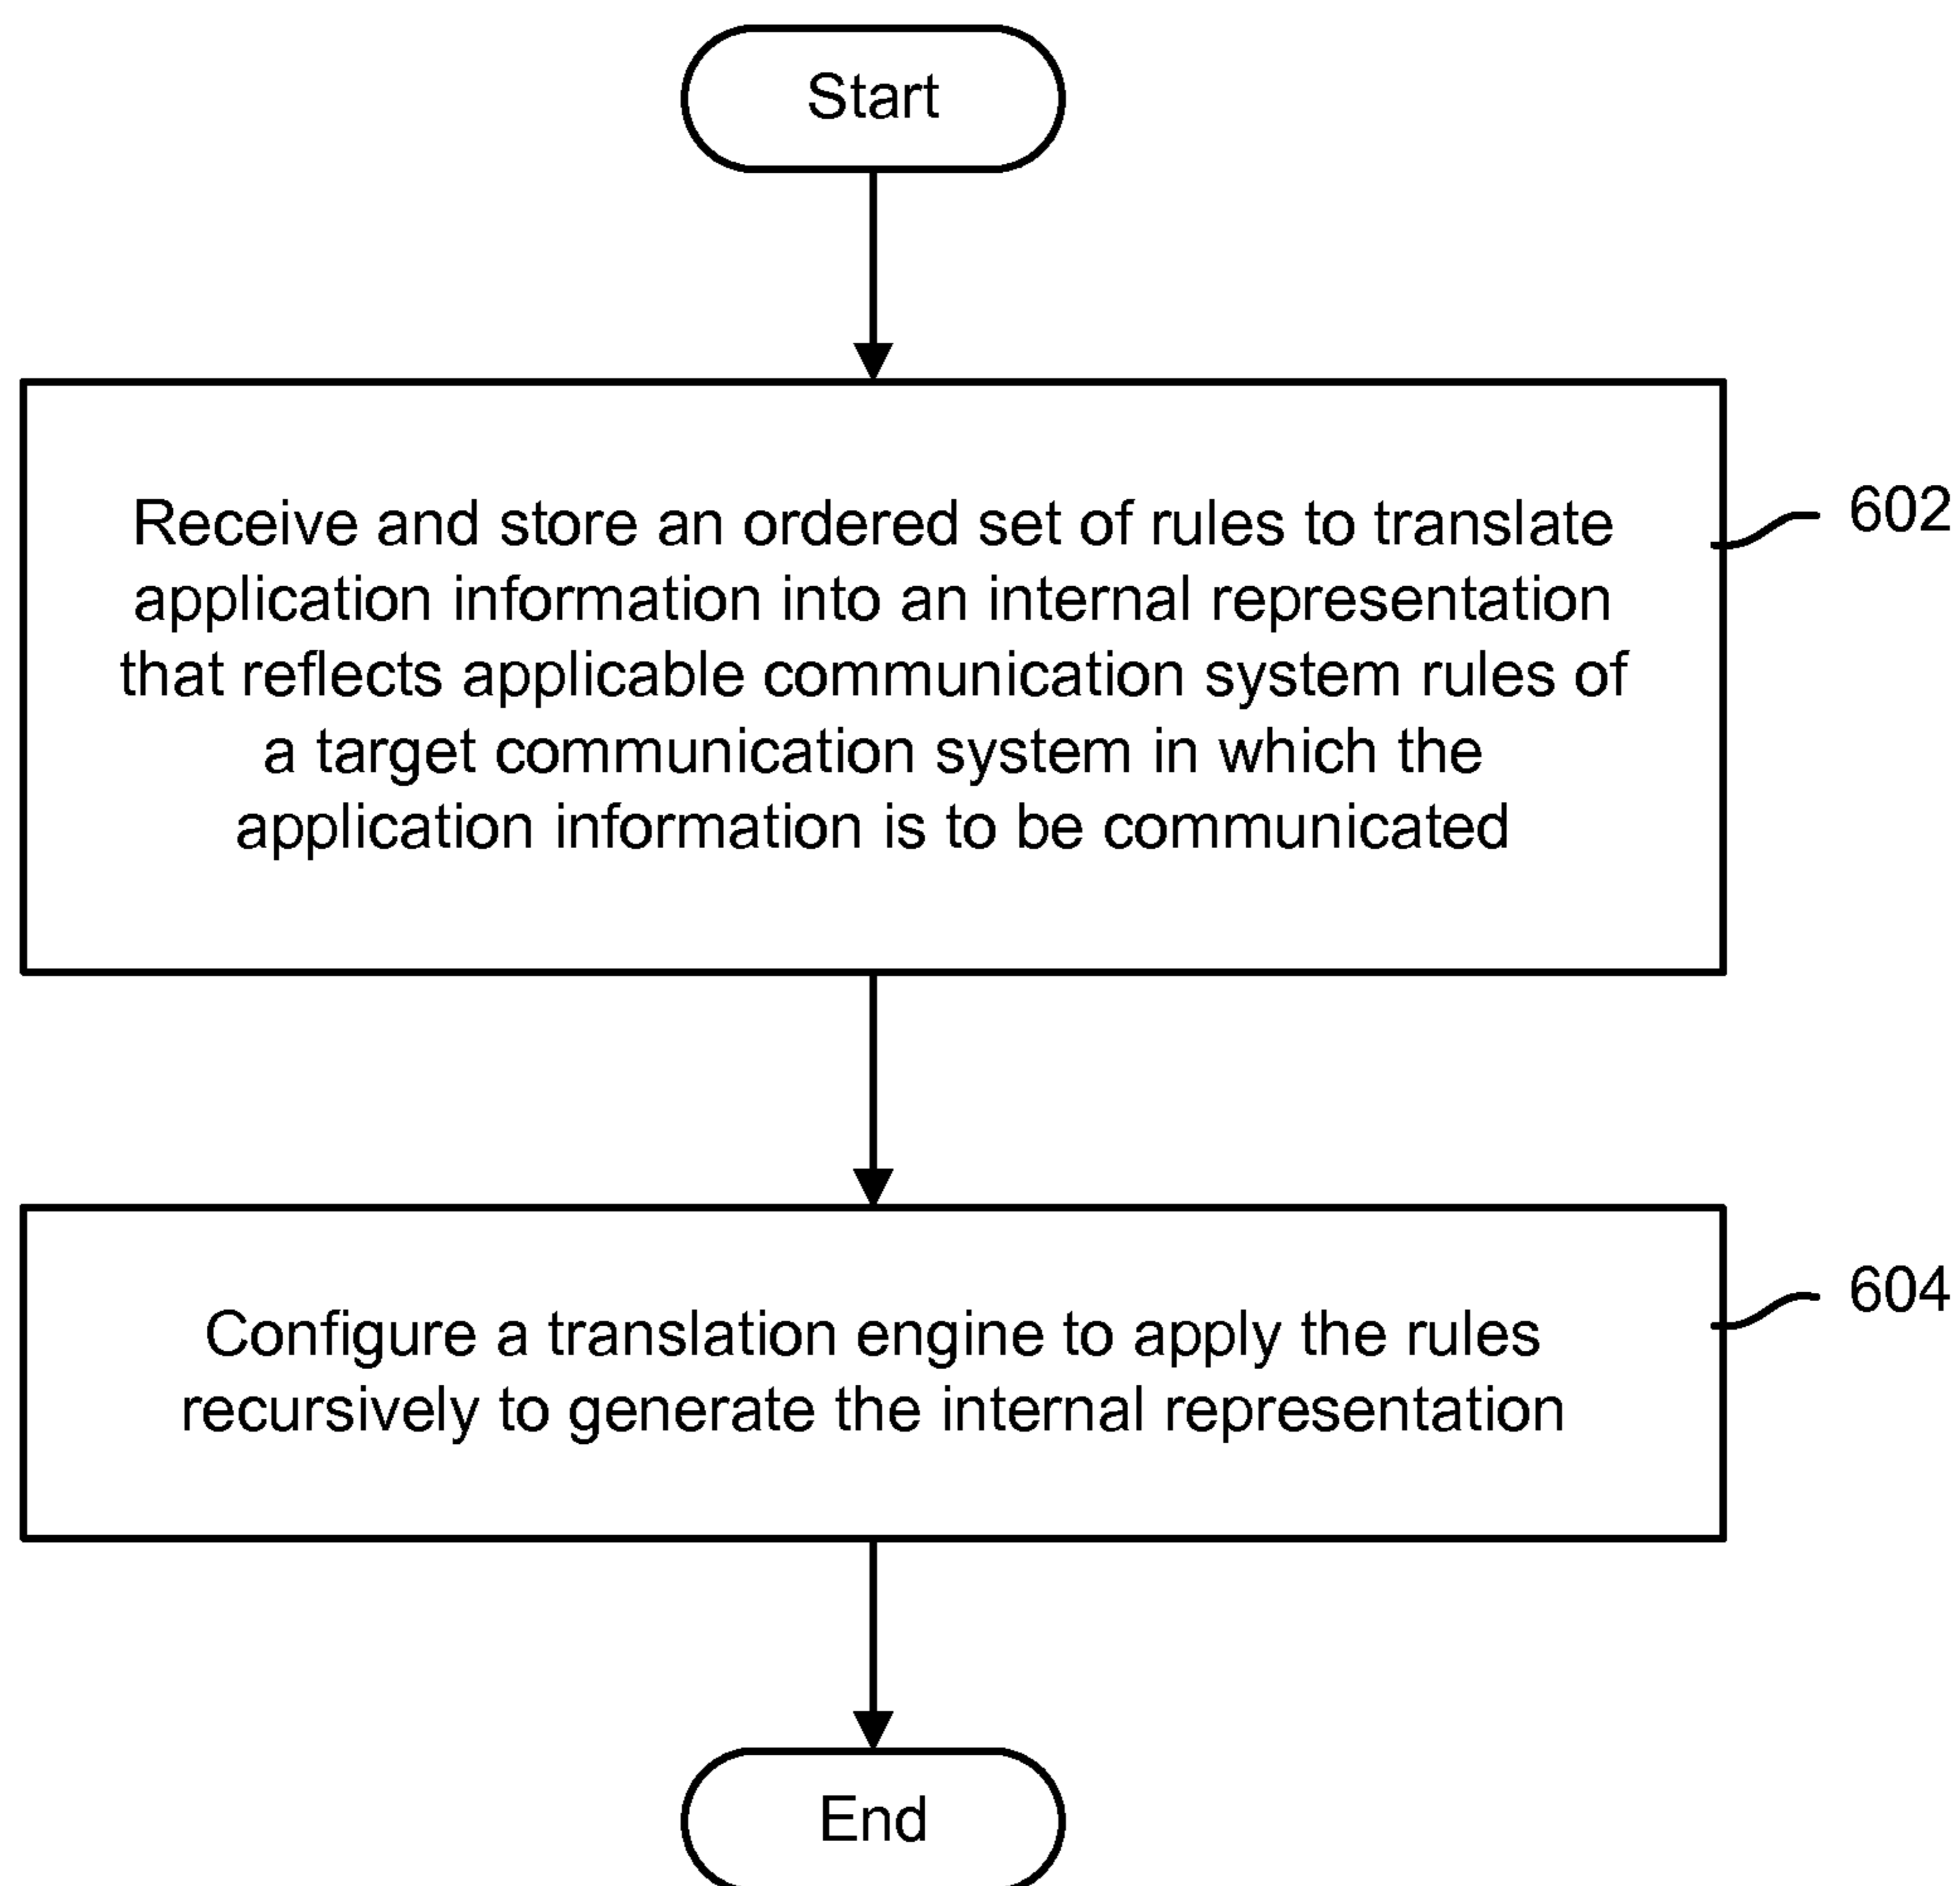 Start
Receive and store an ordered set of rules to translate
application information into an internal representation
that reflects applicable communication system rules of
a target communication system in which the
application information is to be communicated
602
Configure a translation engine to apply the rules
recursively to generate the internal representation
604
End